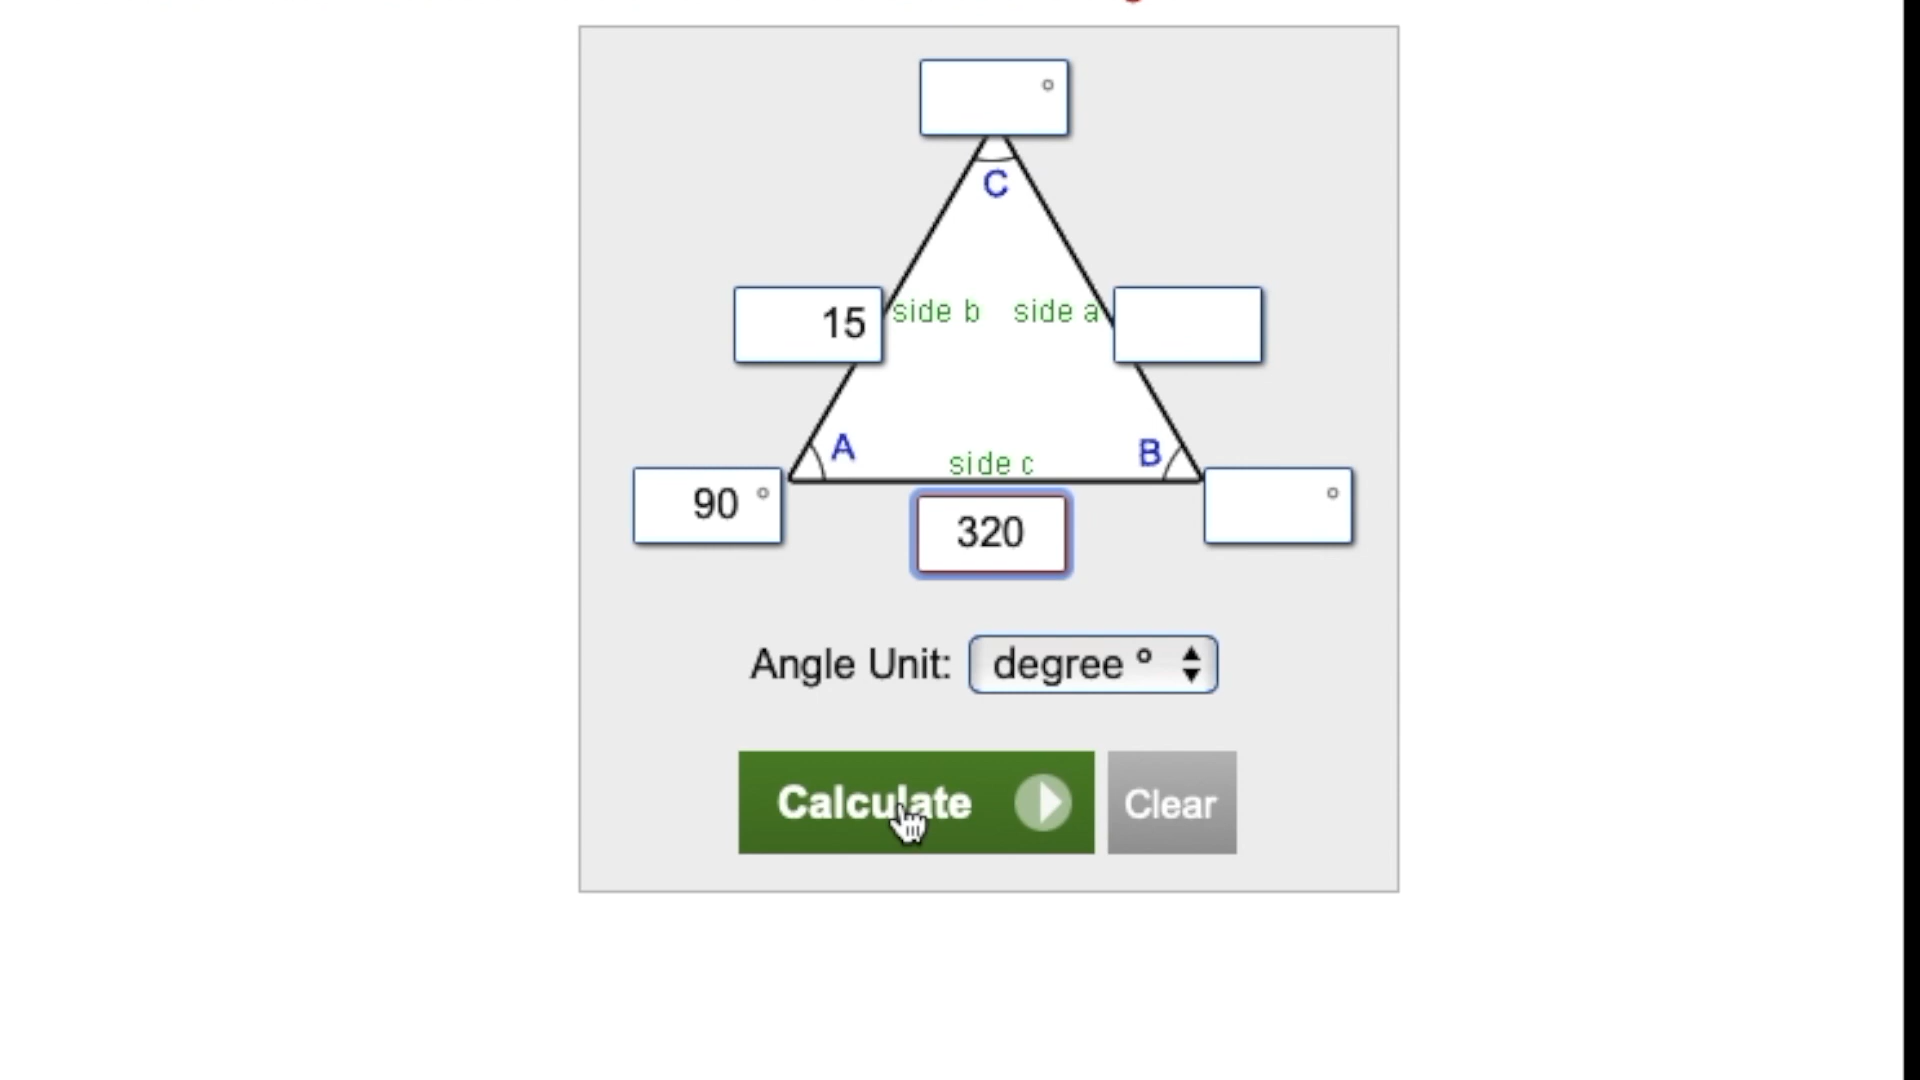 °
C
15
side b
side a
A
B
side c
90 °
°
320
Angle Unit:
degree °
Calculate
Clear